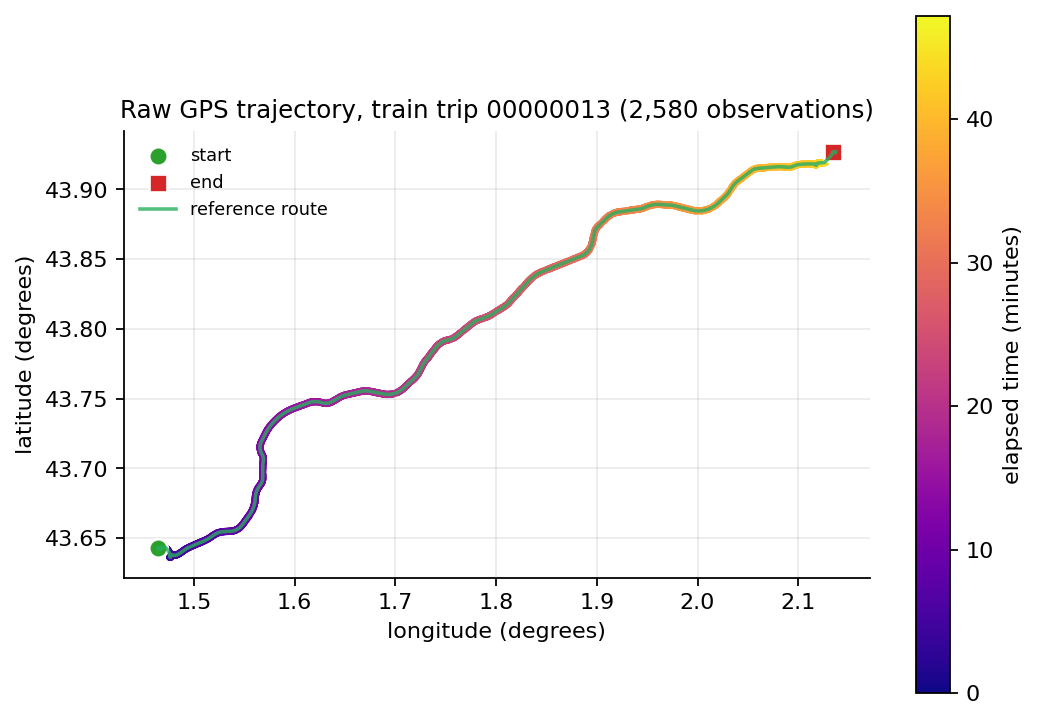 Raw GPS trajectory, train trip 00000013 (2,580 observations)
start
end
reference route
43.90
43.85
43.80
43.75
43.70
43.65
latitude (degrees)
1.5 1.6 1.7 1.8 1.9 2.0 2.1
longitude (degrees)
40
30
20
10
0
elapsed time (minutes)